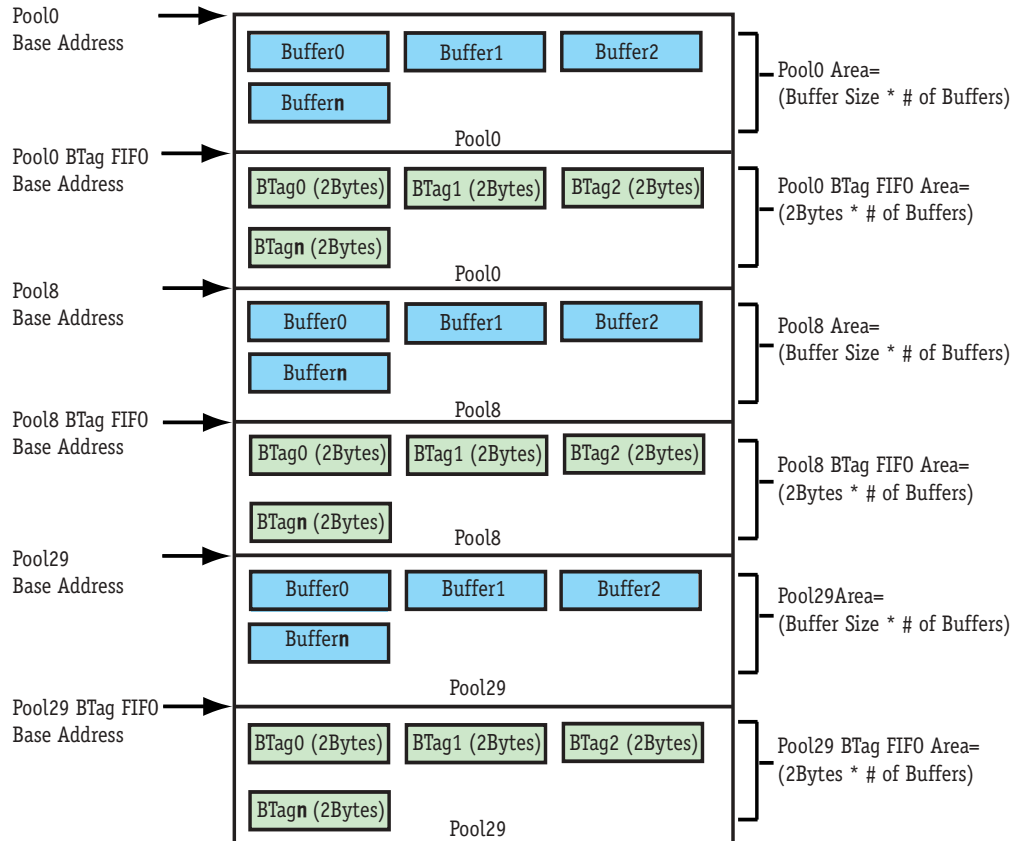 Pool0
Base Address
Buffer0
Buffer1
Buffer2
Buffern
Pool0
Pool0 Area=
(Buffer Size * # of Buffers)
Pool0 BTag FIFO
Base Address
BTag0 (2Bytes)
BTag1 (2Bytes)
BTag2 (2Bytes)
BTagn (2Bytes)
Pool0
Pool0 BTag FIFO Area=
(2Bytes * # of Buffers)
Pool8
Base Address
Buffer0
Buffer1
Buffer2
Buffern
Pool8
Pool8 Area=
(Buffer Size * # of Buffers)
Pool8 BTag FIFO
Base Address
BTag0 (2Bytes)
BTag1 (2Bytes)
BTag2 (2Bytes)
BTagn (2Bytes)
Pool8
Pool8 BTag FIFO Area=
(2Bytes * # of Buffers)
Pool29
Base Address
Buffer0
Buffer1
Buffer2
Buffern
Pool29
Pool29Area=
(Buffer Size * # of Buffers)
Pool29 BTag FIFO
Base Address
BTag0 (2Bytes)
BTag1 (2Bytes)
BTag2 (2Bytes)
BTagn (2Bytes)
Pool29
Pool29 BTag FIFO Area=
(2Bytes * # of Buffers)